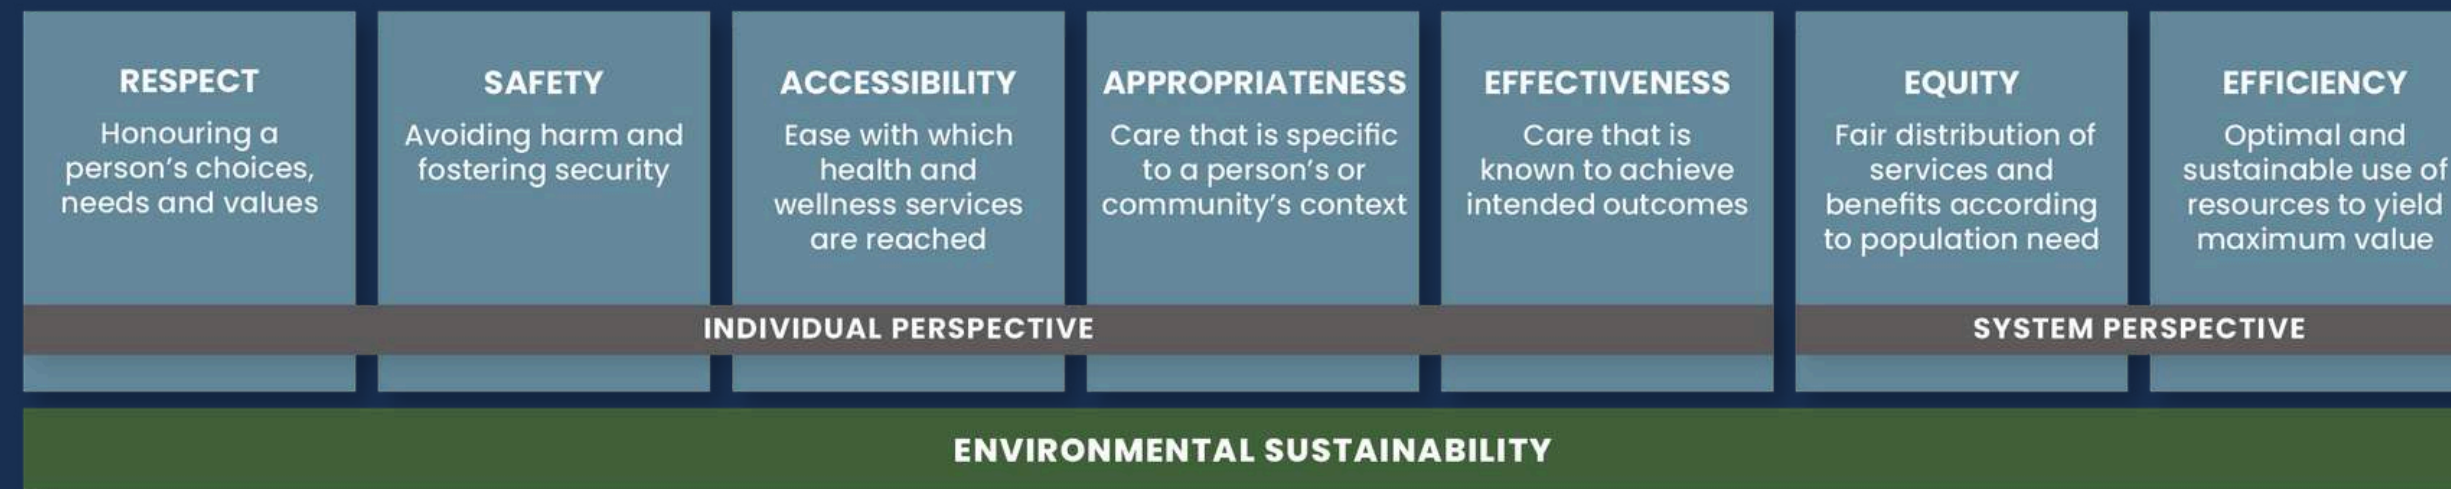 RESPECT
Honouring a
person's choices,
needs and values
SAFETY
Avoiding harm and
fostering security
ACCESSIBILITY
Ease with which
health and
wellness services
are reached
APPROPRIATENESS
Care that is specific
to a person's or
community's context
EFFECTIVENESS
Care that is
known to achieve
intended outcomes
EQUITY
Fair distribution of
services and
benefits according
to population need
EFFICIENCY
Optimal and
sustainable use of
resources to yield
maximum value
INDIVIDUAL PERSPECTIVE
SYSTEM PERSPECTIVE
ENVIRONMENTAL SUSTAINABILITY